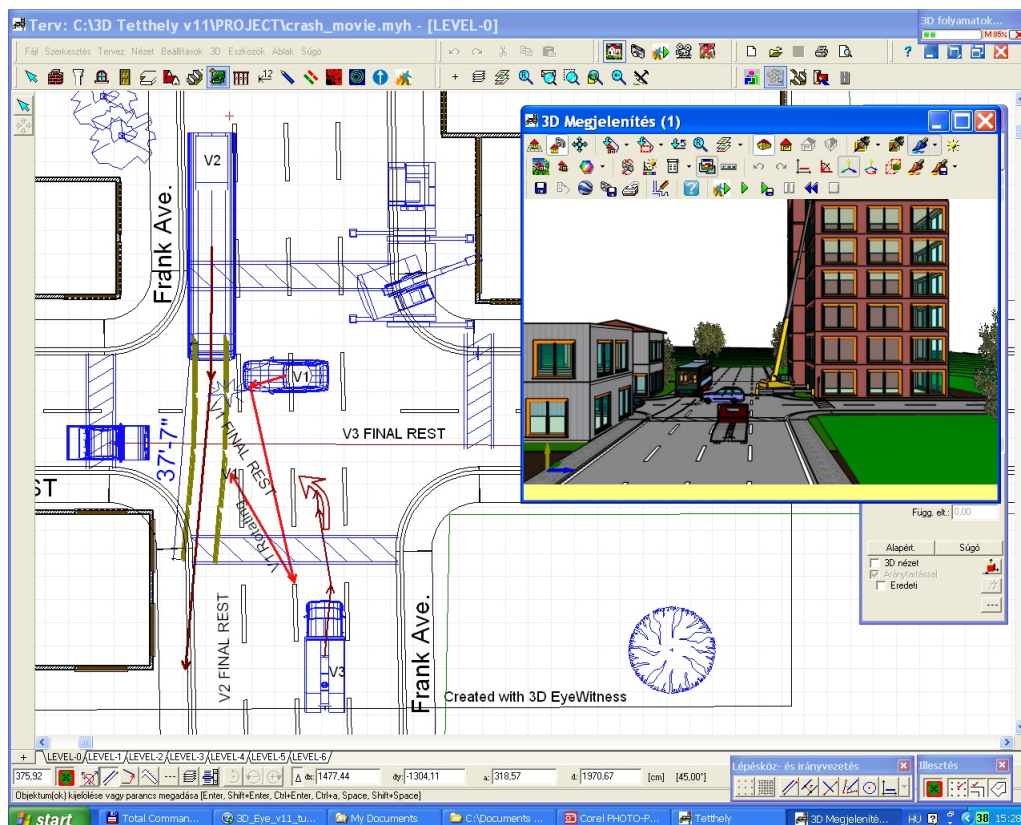 Terv: C:\3D Tetthely v11\PROJECT\crash_movie.myh - [LEVEL-0]
3D folyamatok...
M 85%
Fájl Szerkesztés Tervez Nézet Beállítások 3D Eszközök Ablak Súgó
K12
3D Megjelenítés (1)
V2
Frank Ave.
V1
V3 FINAL REST
37'-7"
V1 FINAL REST
V1
ST
V1 Rotating
V2 FINAL REST
V3
Frank Ave.
Created with 3D EyeWitness
Függ. elt.: 0,00
Alapért. Súgó
3D nézet
Aránytartással
Eredeti
LEVEL-0 LEVEL-1 LEVEL-2 LEVEL-3 LEVEL-4 LEVEL-5 LEVEL-6
375,92 dx: 1477,44 dy: -1304,11 a: 318,57 d: 1970,67 [cm] [45,00°]
Lépésköz- és irányvezetés
Illesztés
Objektum(ok) kijelölése vagy parancs megadása [Enter, Shift+Enter, Ctrl+Enter, Ctrl+a, Space, Shift+Space]
start Total Comman... 3D_Eye_v11_tu... My Documents C:\Documents ... Corel PHOTO-P... Tetthely 3D Megjelenité... HU 38 15:28